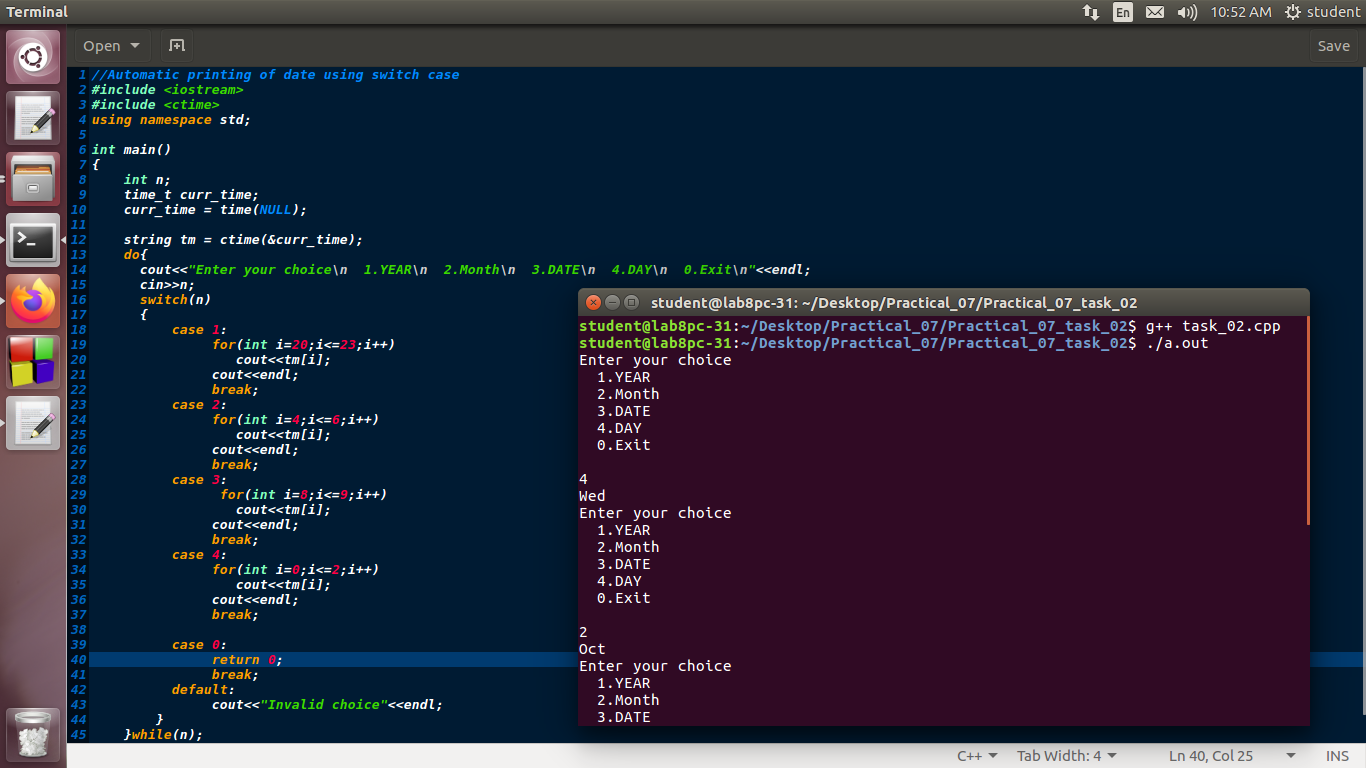 Terminal
En
10:52 AM
student
Open
Save
1 //Automatic printing of date using switch case
2 #include <iostream>
3 #include <ctime>
4 using namespace std;
5
6 int main()
7 {
8     int n;
9     time_t curr_time;
10     curr_time = time(NULL);
11
12     string tm = ctime(&curr_time);
13     do{
14       cout<<"Enter your choice\n  1.YEAR\n  2.Month\n  3.DATE\n  4.DAY\n  0.Exit\n"<<endl;
15       cin>>n;
16       switch(n)
17       {
18           case 1:
19                for(int i=20;i<=23;i++)
20                   cout<<tm[i];
21                cout<<endl;
22                break;
23           case 2:
24                for(int i=4;i<=6;i++)
25                   cout<<tm[i];
26                cout<<endl;
27                break;
28           case 3:
29                 for(int i=8;i<=9;i++)
30                   cout<<tm[i];
31                cout<<endl;
32                break;
33           case 4:
34                for(int i=0;i<=2;i++)
35                   cout<<tm[i];
36                cout<<endl;
37                break;
38
39           case 0:
40                return 0;
41                break;
42           default:
43                cout<<"Invalid choice"<<endl;
44         }
45     }while(n);
student@lab8pc-31: ~/Desktop/Practical_07/Practical_07_task_02
student@lab8pc-31:~/Desktop/Practical_07/Practical_07_task_02$ g++ task_02.cpp
student@lab8pc-31:~/Desktop/Practical_07/Practical_07_task_02$ ./a.out
Enter your choice
  1.YEAR
  2.Month
  3.DATE
  4.DAY
  0.Exit

4
Wed
Enter your choice
  1.YEAR
  2.Month
  3.DATE
  4.DAY
  0.Exit

2
Oct
Enter your choice
  1.YEAR
  2.Month
  3.DATE
C++
Tab Width: 4
Ln 40, Col 25
INS